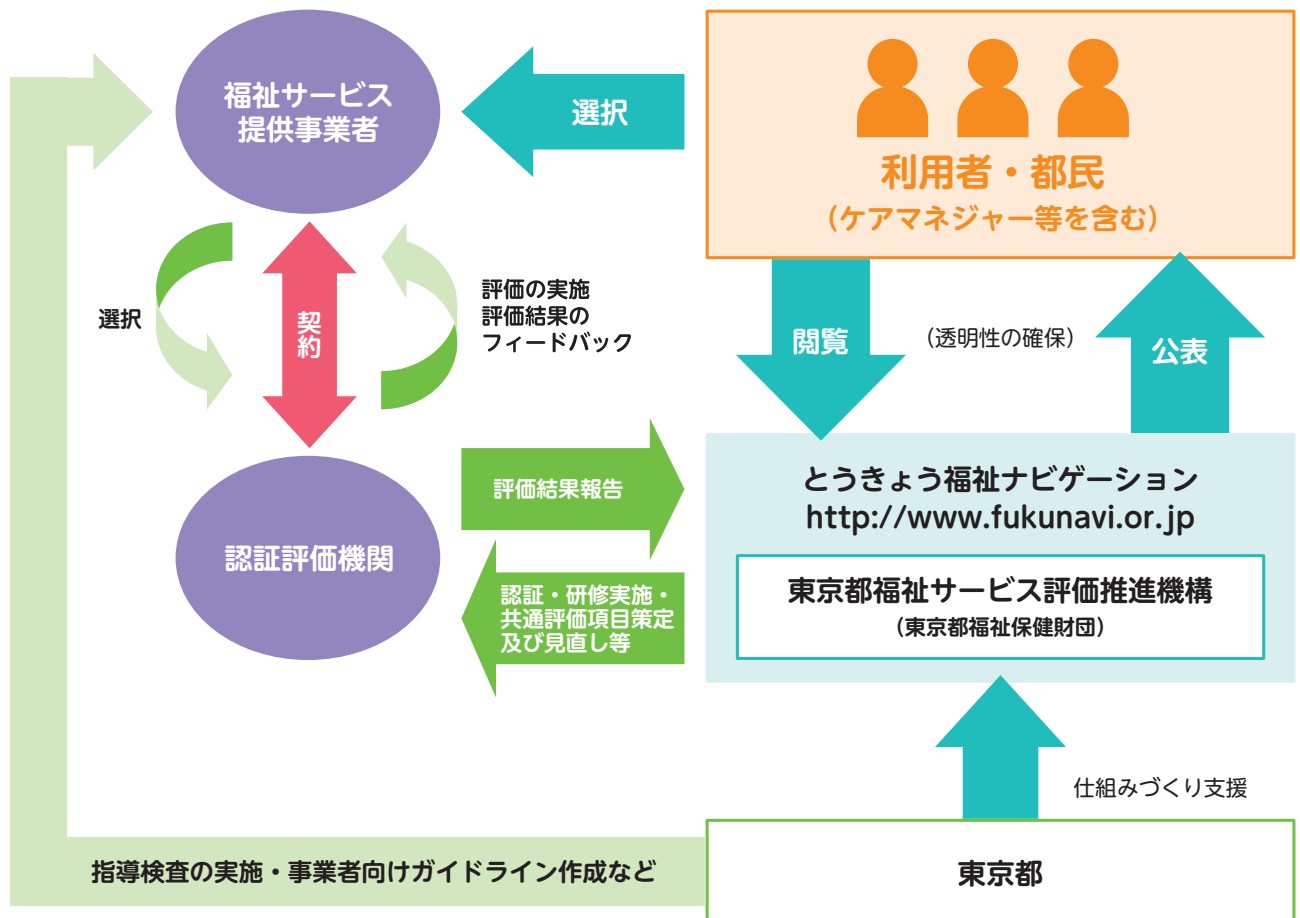 福祉サービス
提供事業者
選択
利用者・都民
(ケアマネジャー等を含む)
選択
契約
評価の実施
評価結果の
フィードバック
閲覧
(透明性の確保)
公表
評価結果報告
とうきょう福祉ナビゲーション
http://www.fukunavi.or.jp
認証評価機関
認証・研修実施・
共通評価項目策定
及び見直し等
東京都福祉サービス評価推進機構
(東京都福祉保健財団)
仕組みづくり支援
指導検査の実施・事業者向けガイドライン作成など
東京都